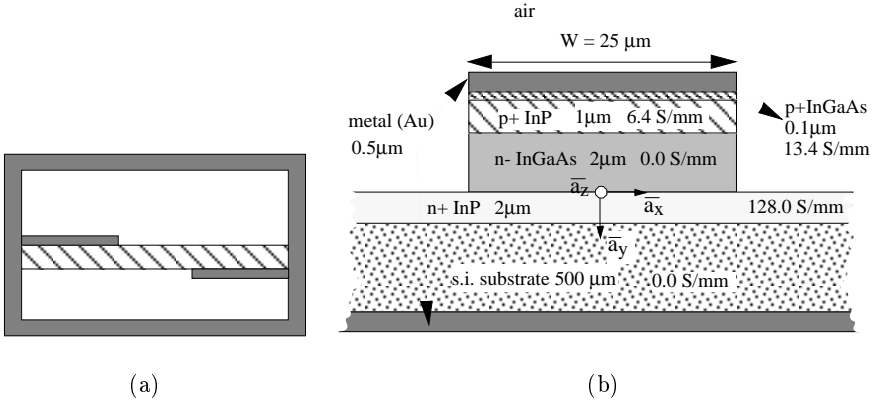 air
W = 25 μm
metal (Au)
0.5μm
p+ InP 1μm 6.4 S/mm
p+InGaAs
0.1μm
13.4 S/mm
n- InGaAs 2μm 0.0 S/mm
a_z
a_x
n+ InP 2μm
128.0 S/mm
a_y
s.i. substrate 500 μm 0.0 S/mm
(a)
(b)